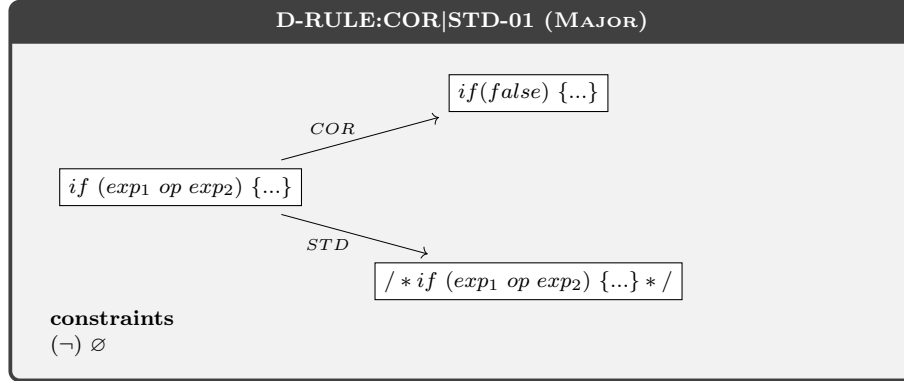 D-RULE:COR|STD-01 (MAJOR)
if(false) {...}
COR
if (exp₁ op exp₂) {...}
STD
/ * if (exp₁ op exp₂) {...} * /
constraints
(¬) ∅